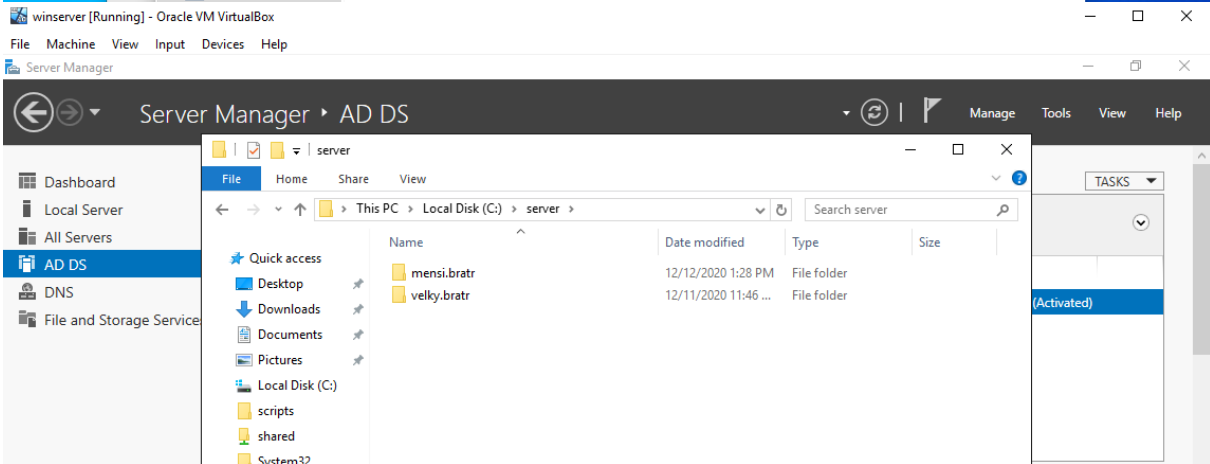 winserver [Running] - Oracle VM VirtualBox
File Machine View Input Devices Help
Server Manager
Server Manager AD DS
Manage Tools View Help
server
File Home Share View
This PC > Local Disk (C:) > server >
Search server
Dashboard
Local Server
All Servers
AD DS
DNS
File and Storage Service
Quick access
Desktop
Downloads
Documents
Pictures
Local Disk (C:)
scripts
shared
System32
Name Date modified Type Size
mensi.bratr 12/12/2020 1:28 PM File folder
velky.bratr 12/11/2020 11:46 ... File folder
TASKS
(Activated)